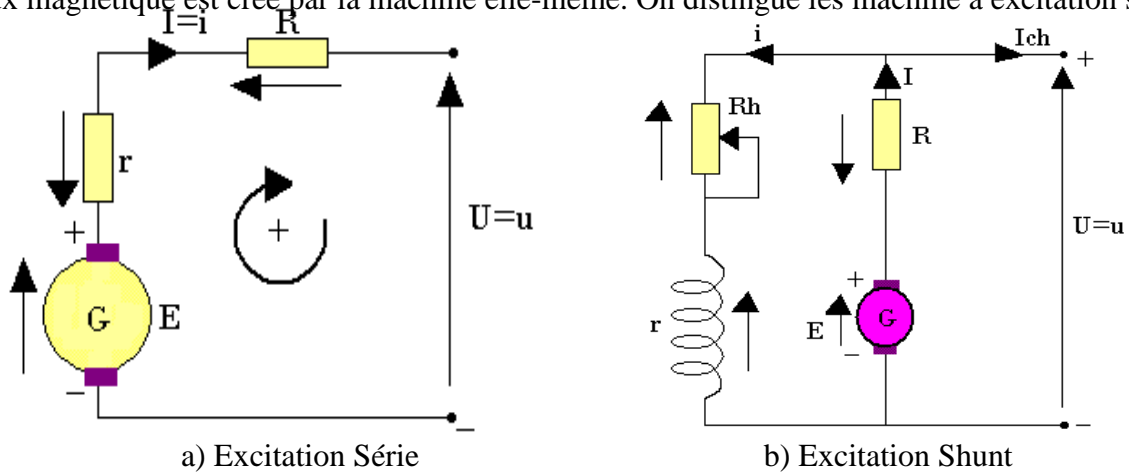 ux magnétique est créé par la machine elle-même. On distingue les machine à excitation s
I=i R
r
+
+
G E
−
U=u
−
a) Excitation Série
i Ich
+
I
Rh
R
+
r E G
−
U=u
−
b) Excitation Shunt